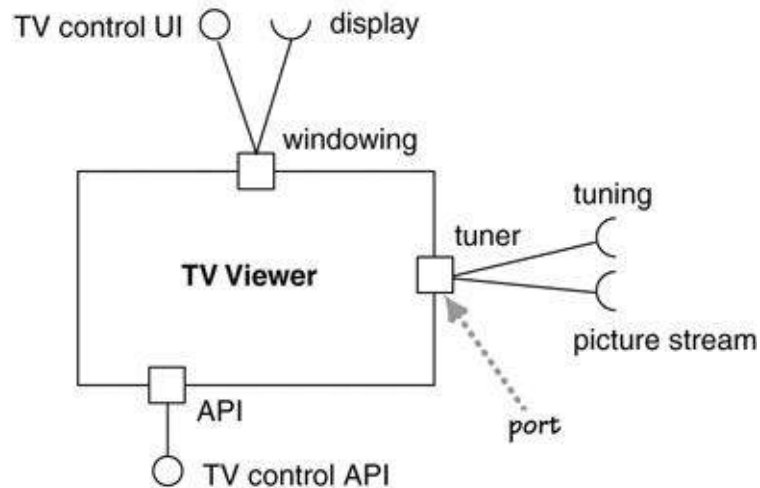 TV control UI
display
windowing
tuning
tuner
TV Viewer
picture stream
API
port
TV control API